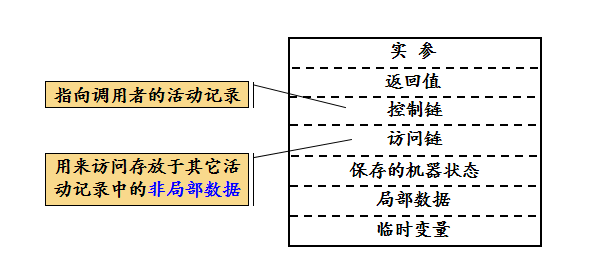 实 参
返回值
指向调用者的活动记录
控制链
访问链
用来访问存放于其它活
动记录中的非局部数据
保存的机器状态
局部数据
临时变量